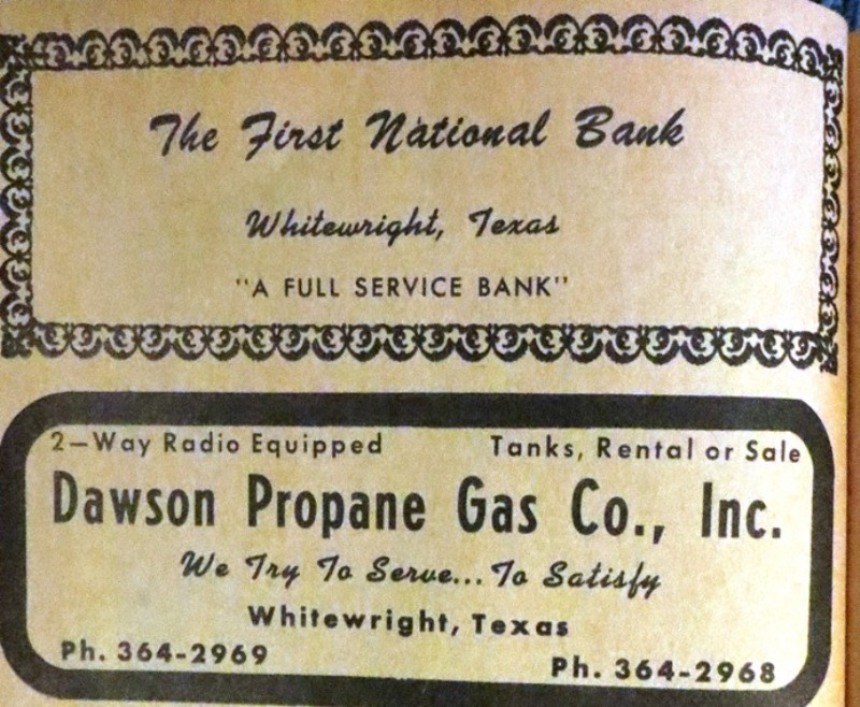 The First National Bank
Whitewright, Texas
"A FULL SERVICE BANK"
2-Way Radio Equipped Tanks, Rental or Sale
Dawson Propane Gas Co., Inc.
We Try To Serve... To Satisfy
Whitewright, Texas
Ph. 364-2969 Ph. 364-2968